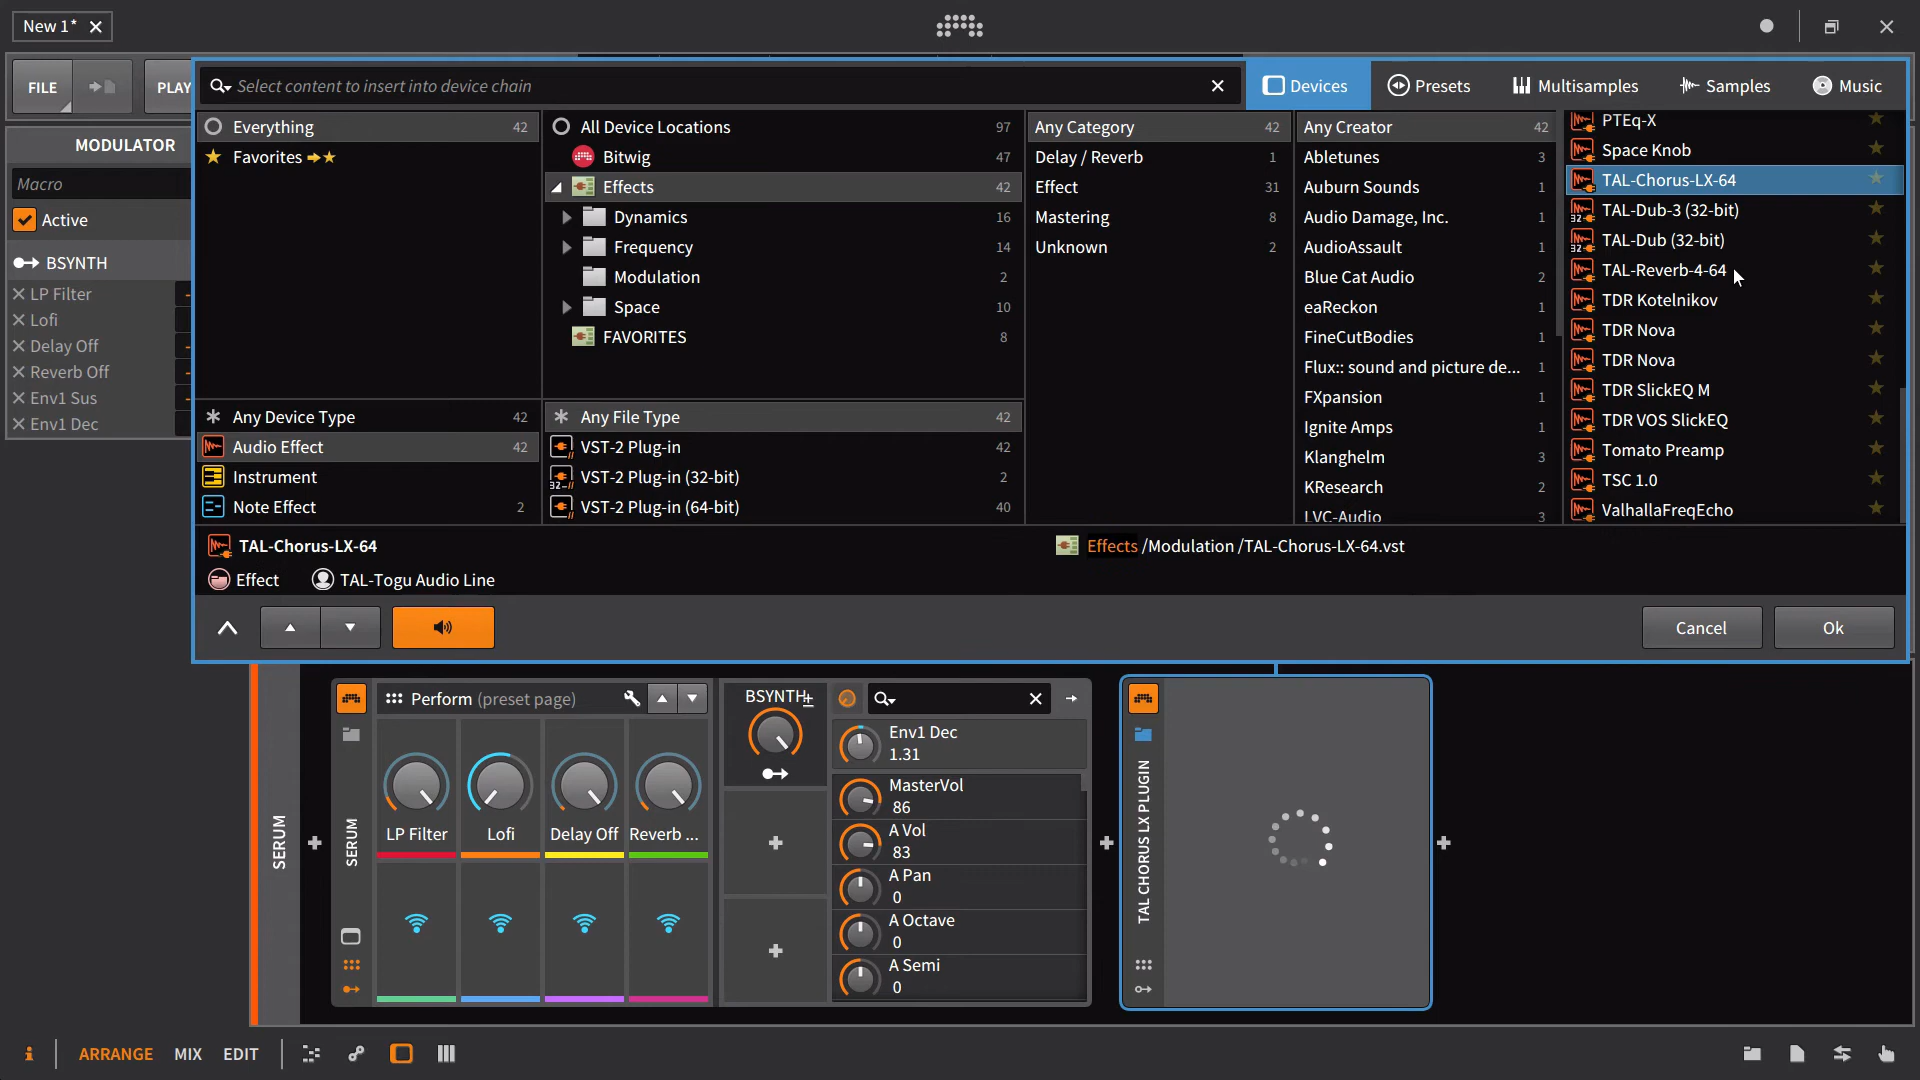 New 1*
FILE
PLAY
Select content to insert into device chain
Devices
Presets
Multisamples
Samples
Music
MODULATOR
Macro
Active
BSYNTH
LP Filter
Lofi
Delay Off
Reverb Off
Env1 Sus
Env1 Dec
Everything 42
Favorites
Any Device Type 42
Audio Effect 42
Instrument
Note Effect 2
All Device Locations 97
Bitwig 47
Effects 42
Dynamics 16
Frequency 14
Modulation 2
Space 10
FAVORITES 8
Any File Type 42
VST-2 Plug-in 42
VST-2 Plug-in (32-bit) 2
VST-2 Plug-in (64-bit) 40
Any Category 42
Delay / Reverb 1
Effect 31
Mastering 8
Unknown 2
Any Creator 42
Abletunes 3
Auburn Sounds 1
Audio Damage, Inc. 1
AudioAssault 1
Blue Cat Audio 2
eaReckon 1
FineCutBodies 1
Flux:: sound and picture de... 1
FXpansion 1
Ignite Amps 1
Klanghelm 3
KResearch 2
LVC-Audio 3
PTEq-X
Space Knob
TAL-Chorus-LX-64
TAL-Dub-3 (32-bit)
TAL-Dub (32-bit)
TAL-Reverb-4-64
TDR Kotelnikov
TDR Nova
TDR Nova
TDR SlickEQ M
TDR VOS SlickEQ
Tomato Preamp
TSC 1.0
ValhallaFreqEcho
TAL-Chorus-LX-64
Effects /Modulation /TAL-Chorus-LX-64.vst
Effect
TAL-Togu Audio Line
Cancel
Ok
SERUM
SERUM
Perform (preset page)
LP Filter
Lofi
Delay Off
Reverb ...
BSYNTH
Env1 Dec
1.31
MasterVol
86
A Vol
83
A Pan
0
A Octave
0
A Semi
0
TAL CHORUS LX PLUGIN
ARRANGE
MIX
EDIT